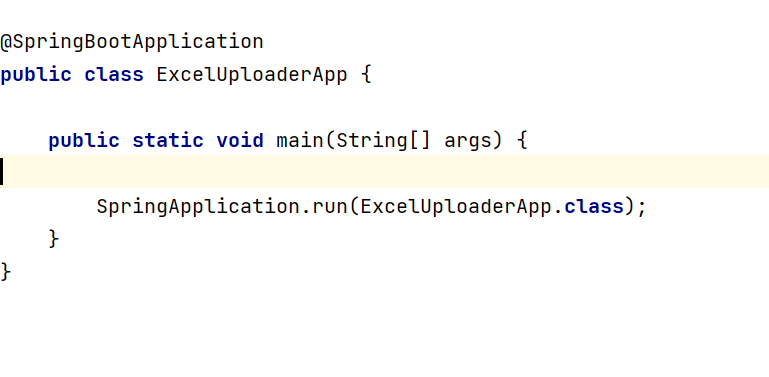 @SpringBootApplication
public class ExcelUploaderApp {
public static void main(String[] args) {
SpringApplication.run(ExcelUploaderApp.class);
}
}